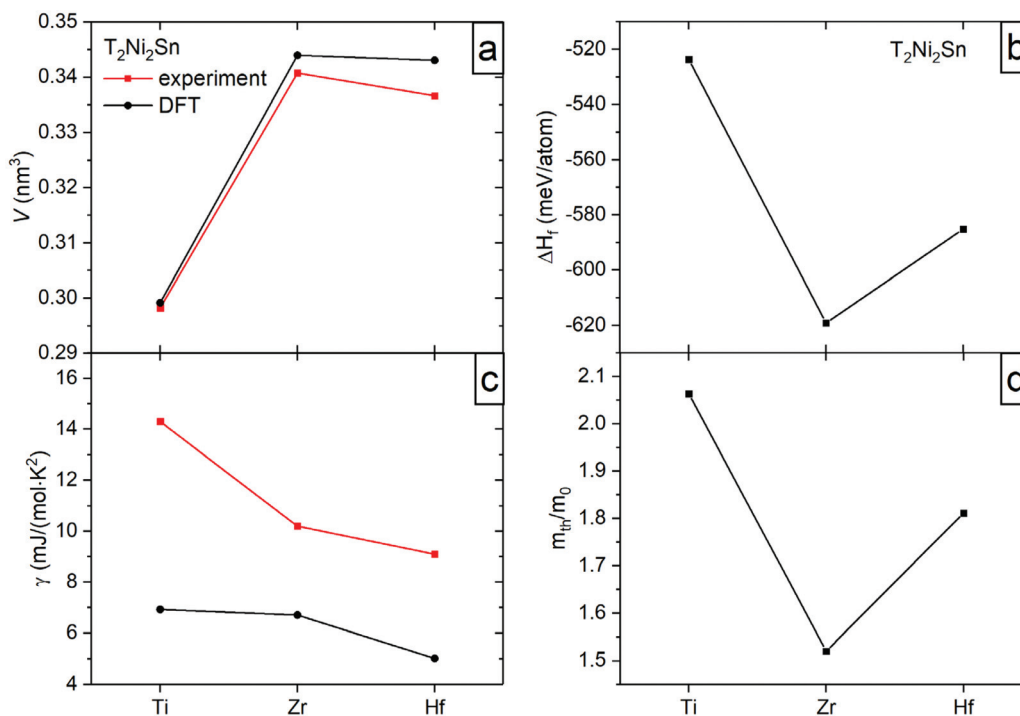 0.35
0.34
0.33
0.32
0.31
0.30
0.29
V (nm³)
T₂Ni₂Sn
experiment
DFT
a
-520
-540
-560
-580
-600
-620
ΔH_f (meV/atom)
T₂Ni₂Sn
b
16
14
12
10
8
6
4
γ (mJ/(mol·K²)
c
Ti Zr Hf
2.1
2.0
1.9
1.8
1.7
1.6
1.5
m_th/m₀
d
Ti Zr Hf